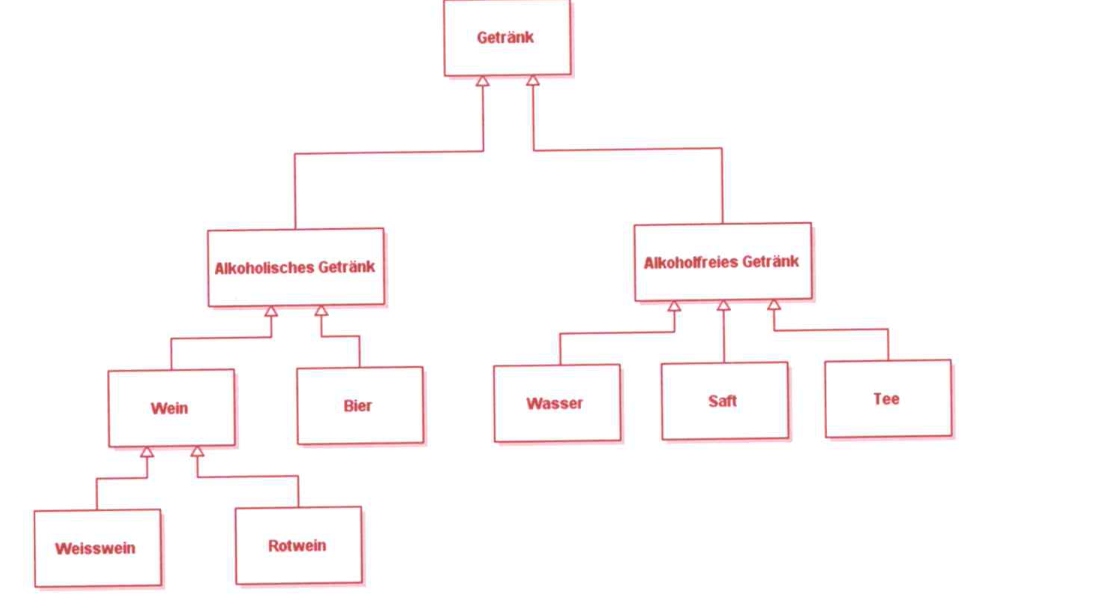 Getränk
Alkoholisches Getränk
Alkoholfreies Getränk
Wein
Bier
Wasser
Saft
Tee
Weisswein
Rotwein